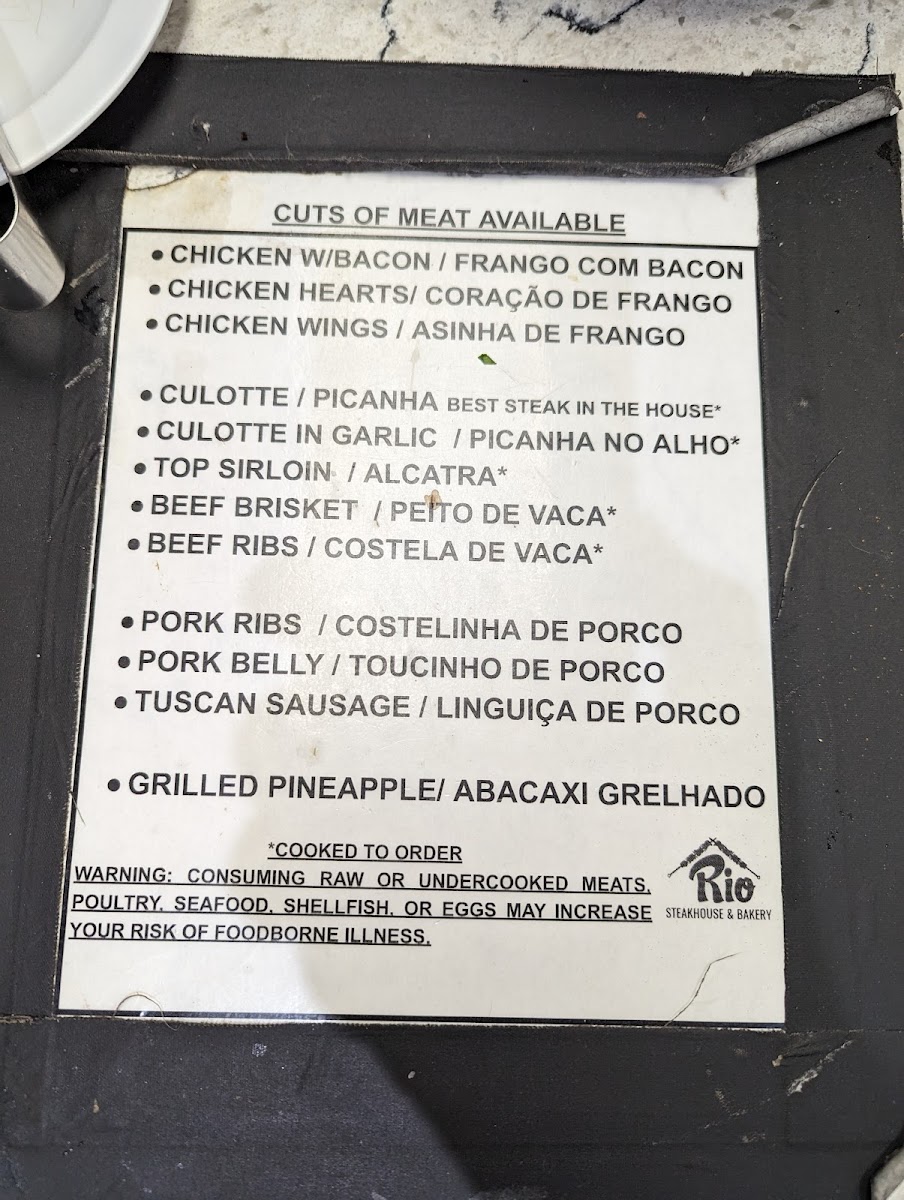 CUTS OF MEAT AVAILABLE
• CHICKEN W/BACON / FRANGO COM BACON
• CHICKEN HEARTS/ CORAÇÃO DE FRANGO
• CHICKEN WINGS / ASINHA DE FRANGO
• CULOTTE / PICANHA BEST STEAK IN THE HOUSE*
• CULOTTE IN GARLIC / PICANHA NO ALHO*
• TOP SIRLOIN / ALCATRA*
• BEEF BRISKET / PEITO DE VACA*
• BEEF RIBS / COSTELA DE VACA*
• PORK RIBS / COSTELINHA DE PORCO
• PORK BELLY / TOUCINHO DE PORCO
• TUSCAN SAUSAGE / LINGUIÇA DE PORCO
• GRILLED PINEAPPLE/ ABACAXI GRELHADO
*COOKED TO ORDER
WARNING: CONSUMING RAW OR UNDERCOOKED MEATS,
POULTRY, SEAFOOD, SHELLFISH, OR EGGS MAY INCREASE
YOUR RISK OF FOODBORNE ILLNESS.
Rio
STEAKHOUSE & BAKERY